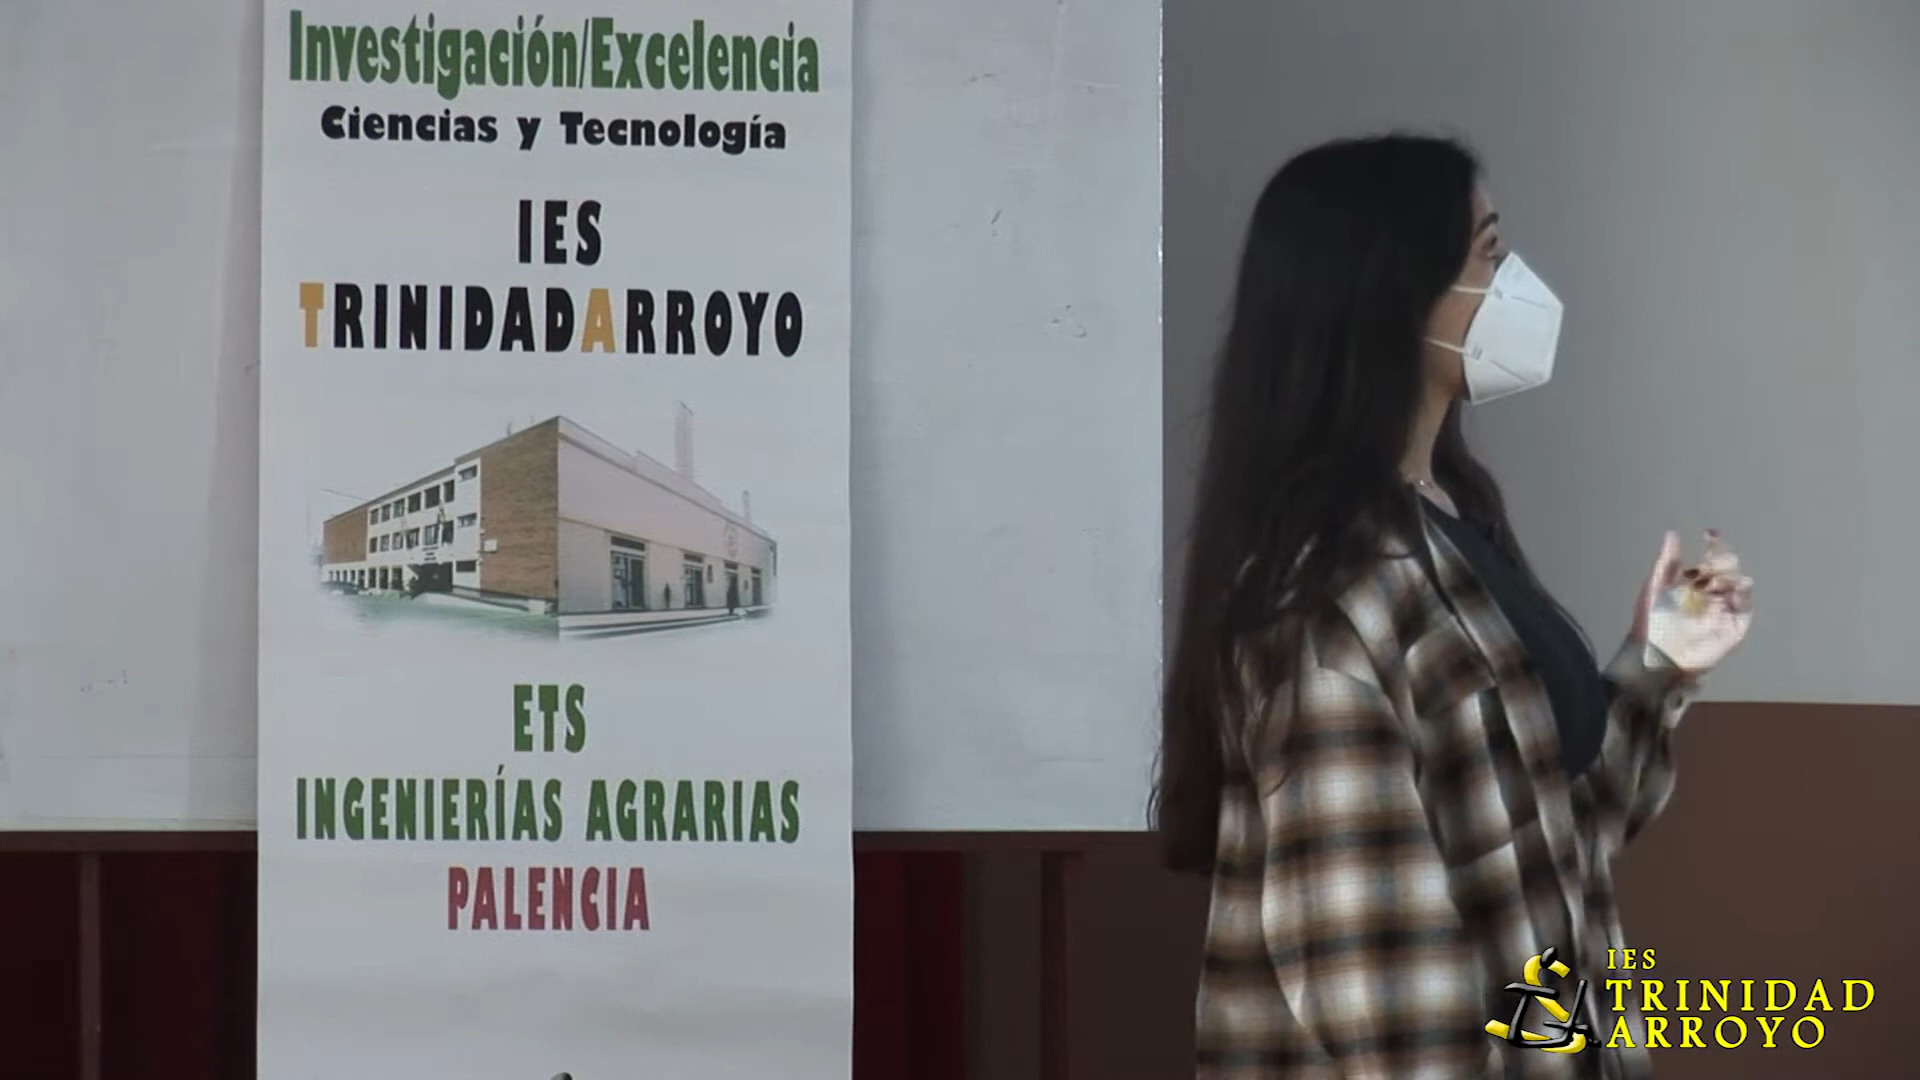 Investigación/Excelencia
Ciencias y Tecnología
IES
TRINIDADARROYO
ETS
INGENIERÍAS AGRARIAS
PALENCIA
IES
TRINIDAD
ARROYO